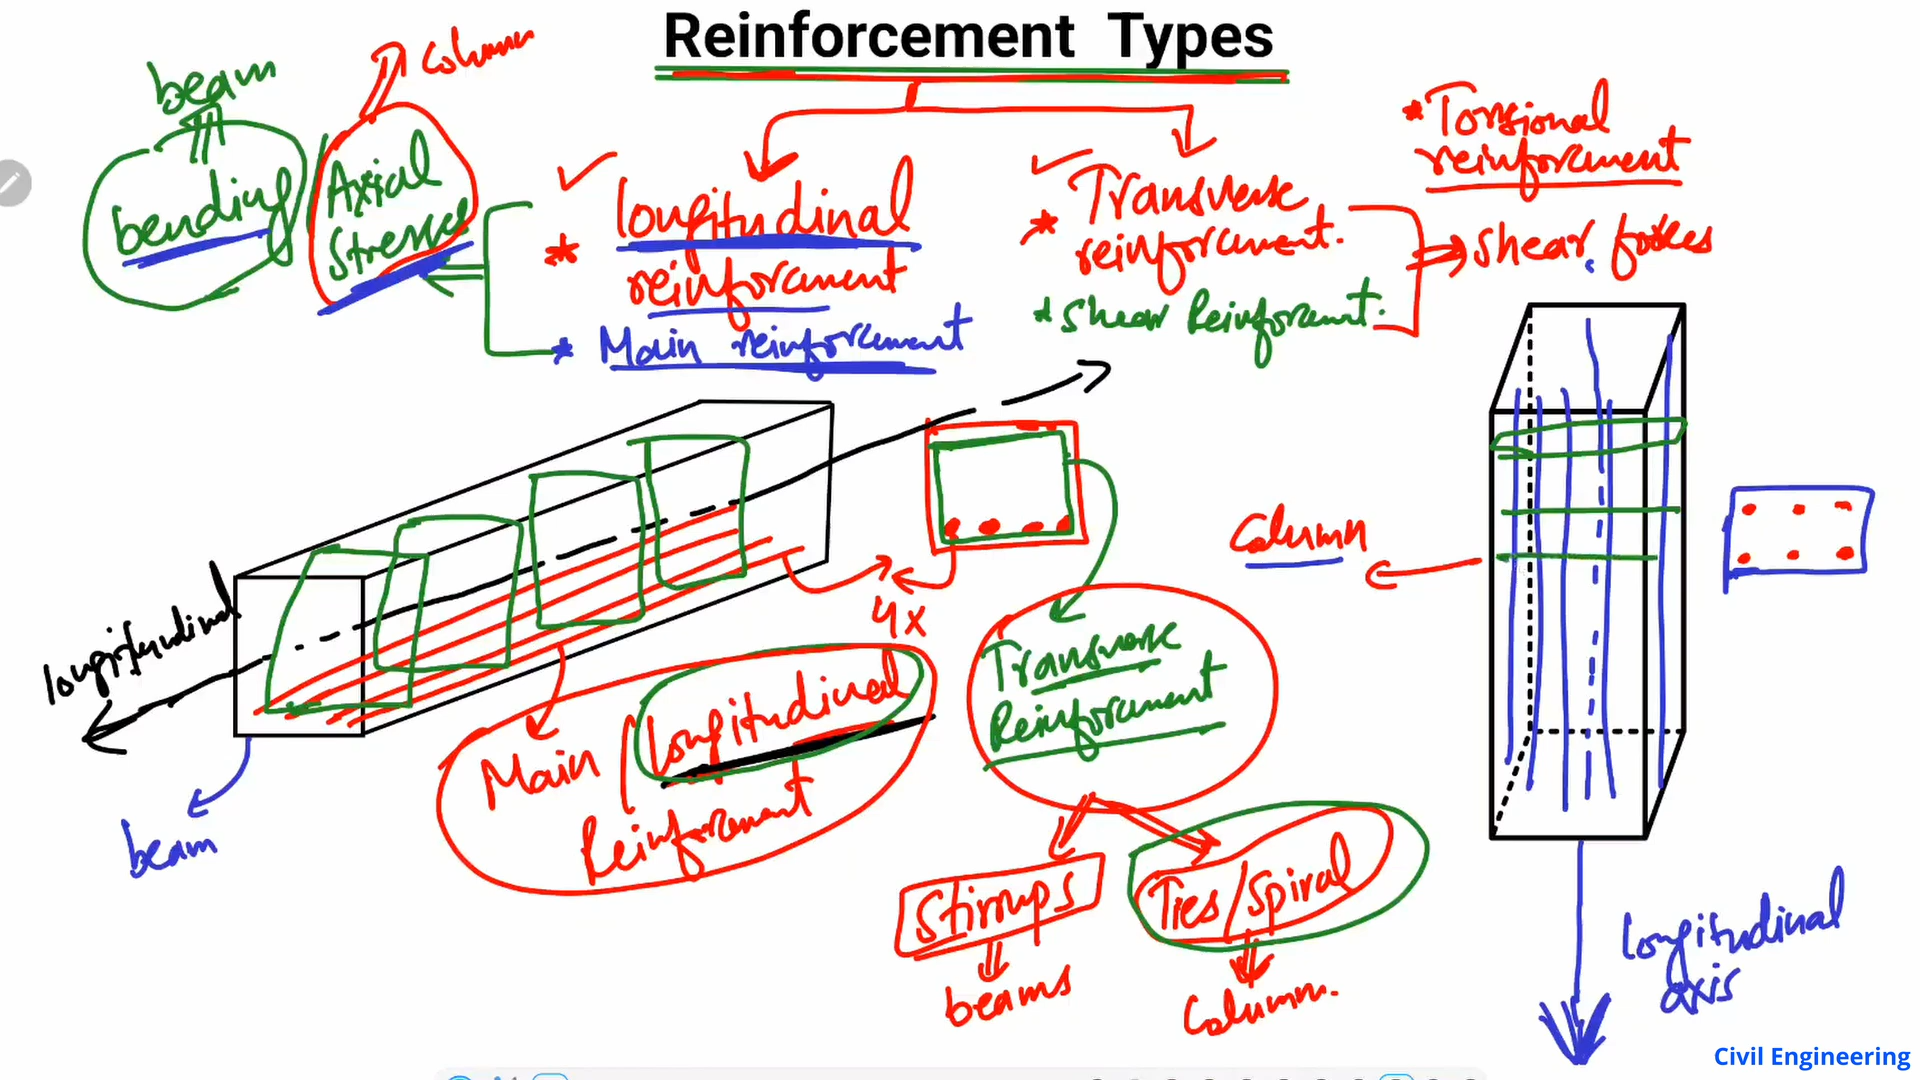 Reinforcement Types
beam
Column
bending
Axial
Stresses
longitudinal
reinforcement
* Main reinforcement
Transverse
reinforcement.
* Shear Reinforcement.
* Torsional
reinforcement
Shear forces
longitudinal
beam
4x
Main / longitudinal
Reinforcement
Transverse
Reinforcement
Stirrups
beams
Ties/Spiral
Column.
Column
longitudinal
axis
Civil Engineering